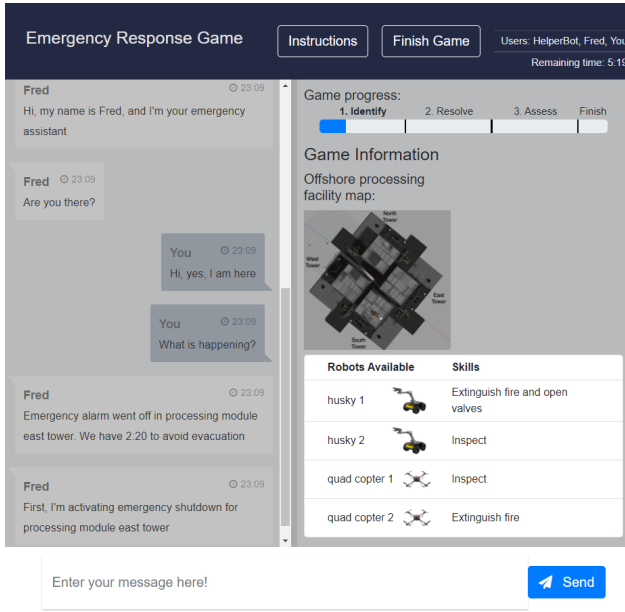 Emergency Response Game
Instructions
Finish Game
Users: HelperBot, Fred, You
Remaining time: 5:19
Fred 23:09
Hi, my name is Fred, and I'm your emergency
assistant
Fred 23:09
Are you there?
You 23:09
Hi, yes, I am here
You 23:09
What is happening?
Fred 23:09
Emergency alarm went off in processing module
east tower. We have 2:20 to avoid evacuation
Fred 23:09
First, I'm activating emergency shutdown for
processing module east tower
Game progress:
1. Identify 2. Resolve 3. Assess Finish
Game Information
Offshore processing
facility map:
North
Tower
West
Tower
East
Tower
South
Tower
Robots Available Skills
husky 1 Extinguish fire and open
valves
husky 2 Inspect
quad copter 1 Inspect
quad copter 2 Extinguish fire
Enter your message here!
Send